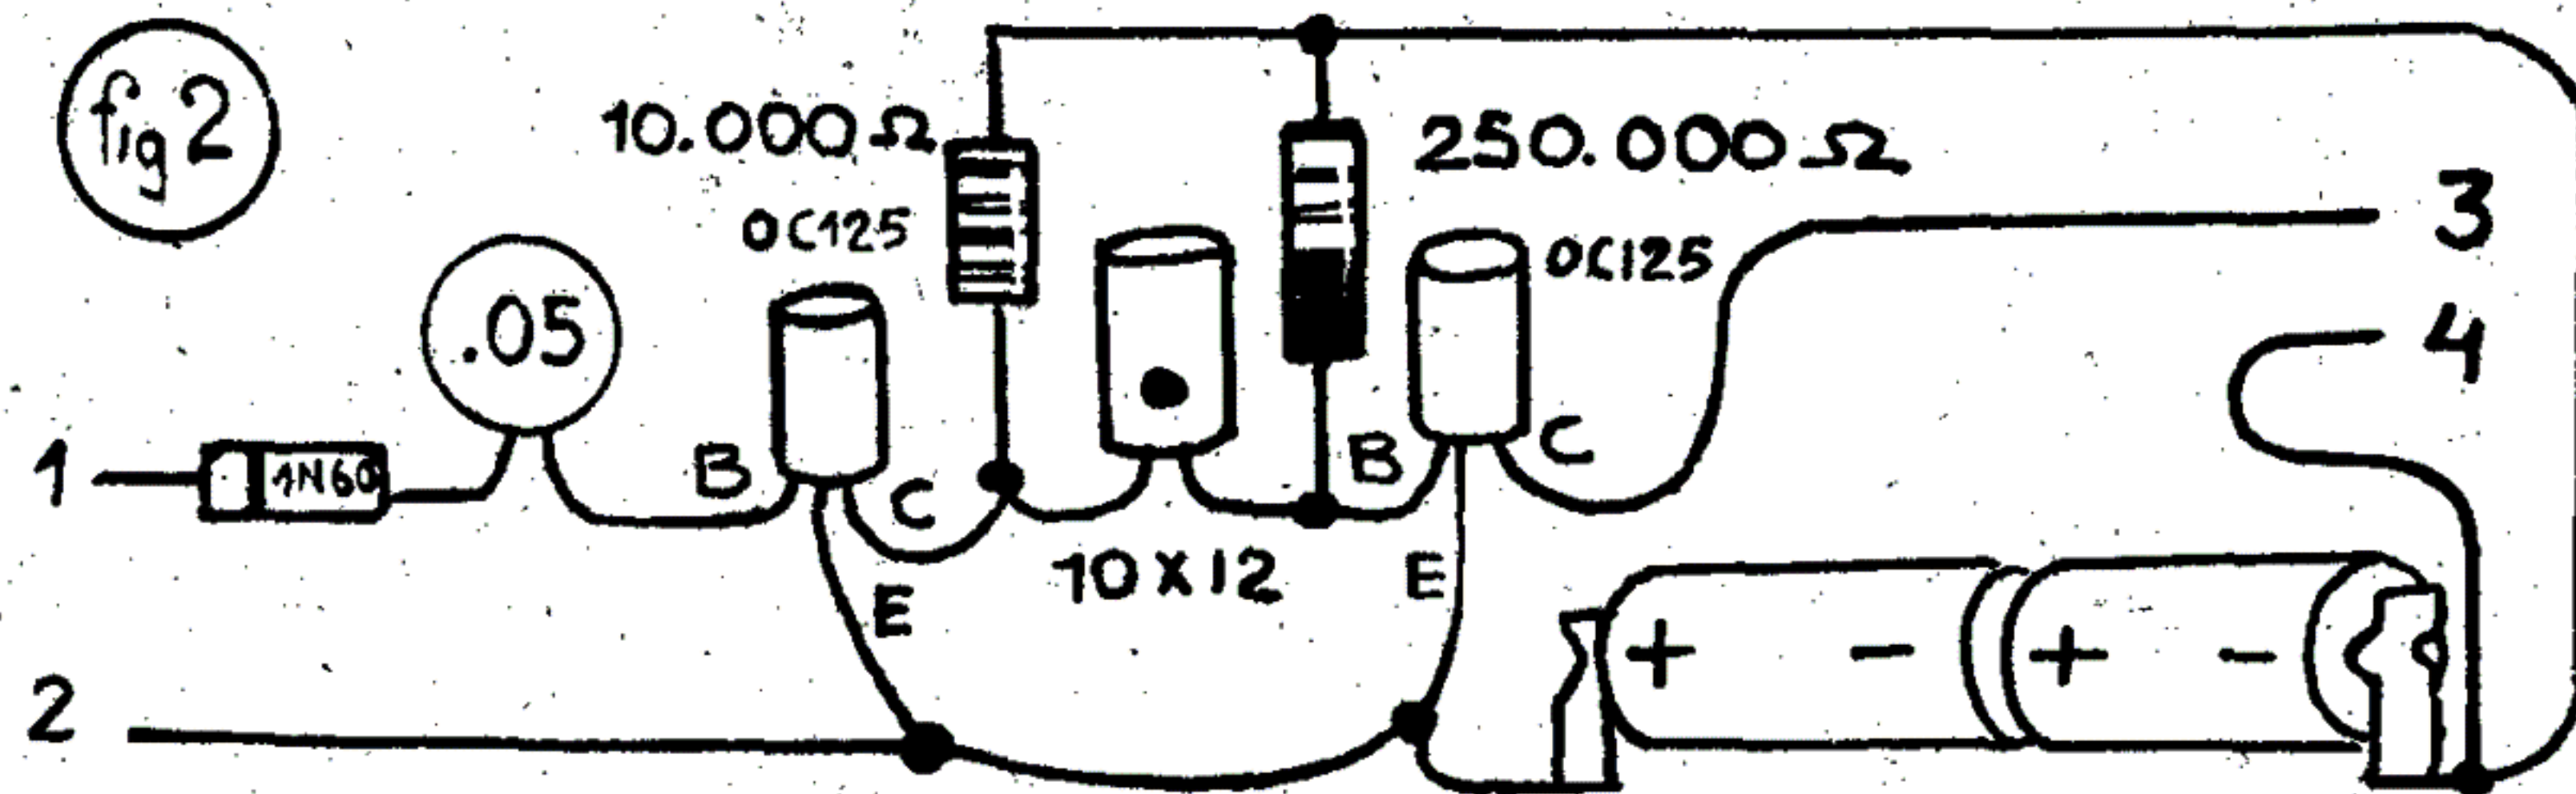 fig 2
10.000 Ω
250.000 Ω
OC125
OC125
3
.05
4
1
1N60
B
C
B
C
10X12
E
E
2
+ - + -